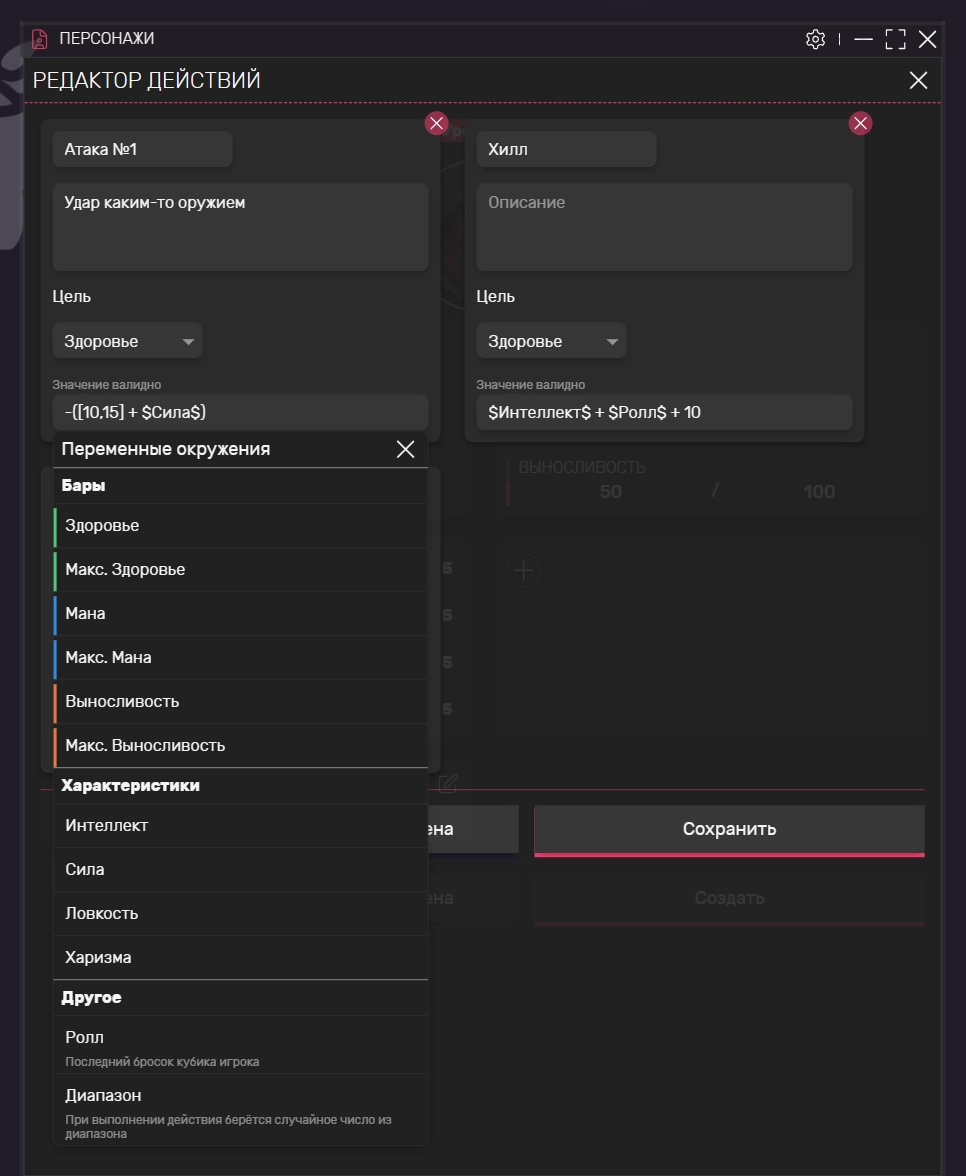 ПЕРСОНАЖИ
РЕДАКТОР ДЕЙСТВИЙ
Атака №1
Удар каким-то оружием
Цель
Здоровье
Значение валидно
-([10,15] + $Сила$)
Хилл
Описание
Цель
Здоровье
Значение валидно
$Интеллект$ + $Ролл$ + 10
Переменные окружения
Бары
Здоровье
Макс. Здоровье
Мана
Макс. Мана
Выносливость
Макс. Выносливость
Характеристики
Интеллект
Сила
Ловкость
Харизма
Другое
Ролл
Последний бросок кубика игрока
Диапазон
При выполнении действия берётся случайное число из
диапазона
ВЫНОСЛИВОСТЬ
50 / 100
5
5
5
5
ена
Сохранить
ена
Создать